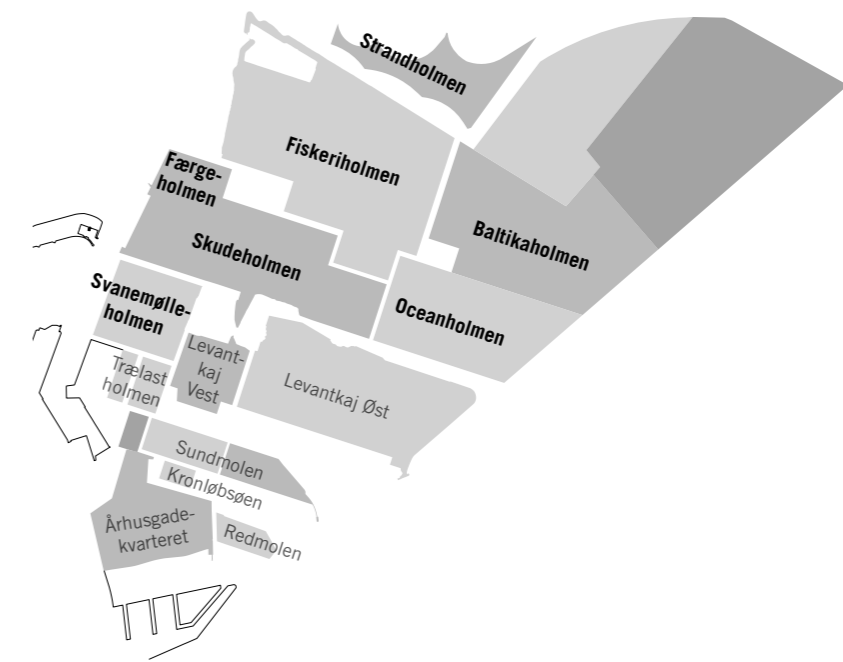 Strandholmen
Fiskeriholmen
Færge-
holmen
Baltikaholmen
Skudeholmen
Svanemølle-
holmen
Oceanholmen
Levant-
kaj
Vest
Trælast
holmen
Levantkaj Øst
Sundmolen
Kronløbsøen
Århusgade-
kvarteret
Redmolen